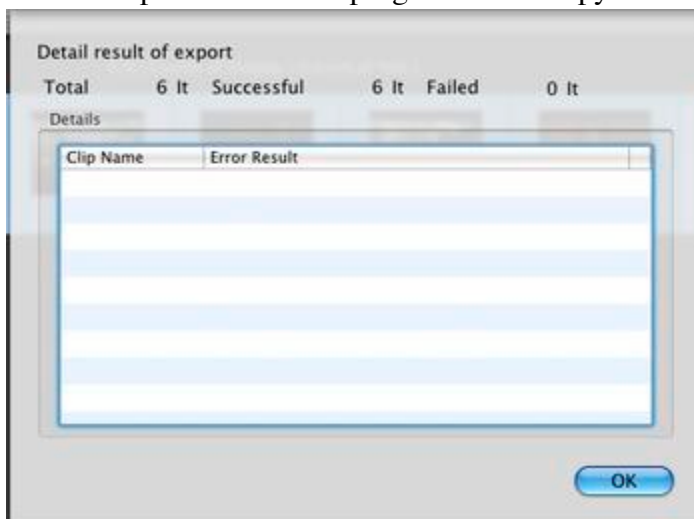 Detail result of export
Total 6 It Successful 6 It Failed 0 It
Details
Clip Name Error Result
OK